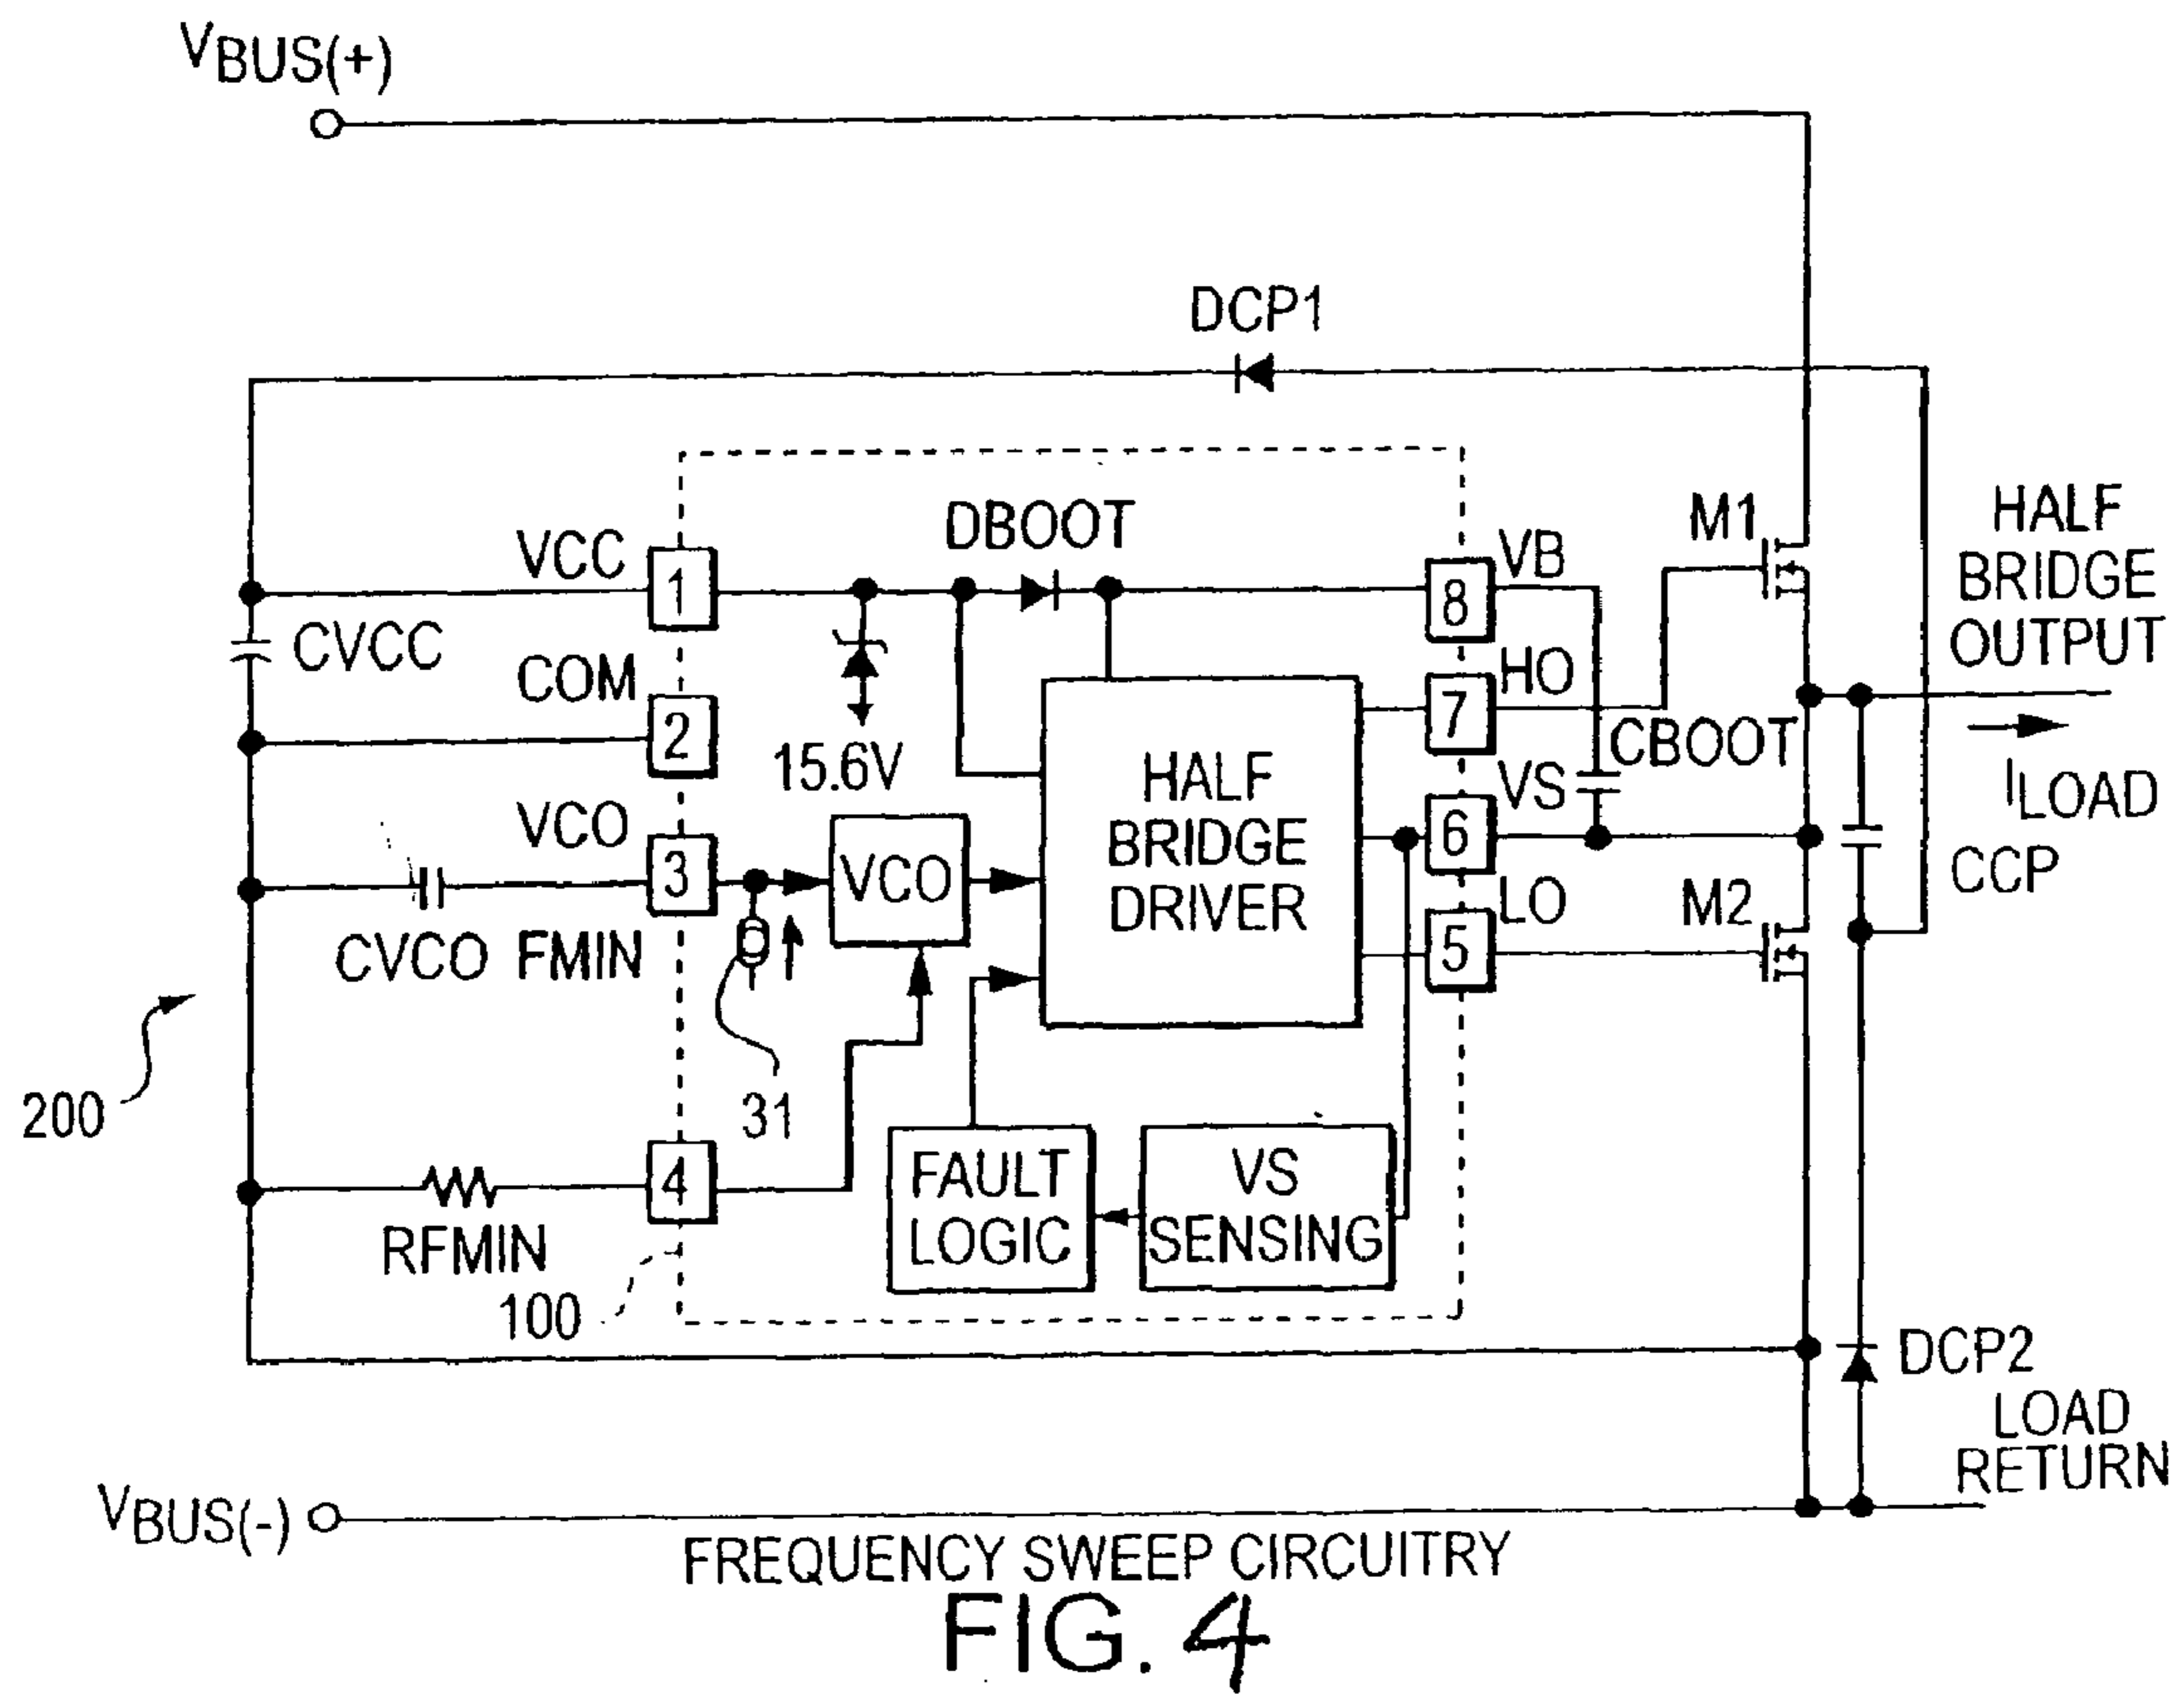 VBUS(+)
DCP1
DBOOT
M1
HALF
BRIDGE
OUTPUT
VCC
1
8
VB
CVCC
COM
2
15.6V
7
HO
CBOOT
ILOAD
HALF
BRIDGE
DRIVER
VCO
3
VCO
6
VS
CCP
CVCO
FMIN
5
LO
M2
200
31
4
RFMIN
100
FAULT
LOGIC
VS
SENSING
DCP2
LOAD
RETURN
VBUS(-)
FREQUENCY SWEEP CIRCUITRY
FIG. 4